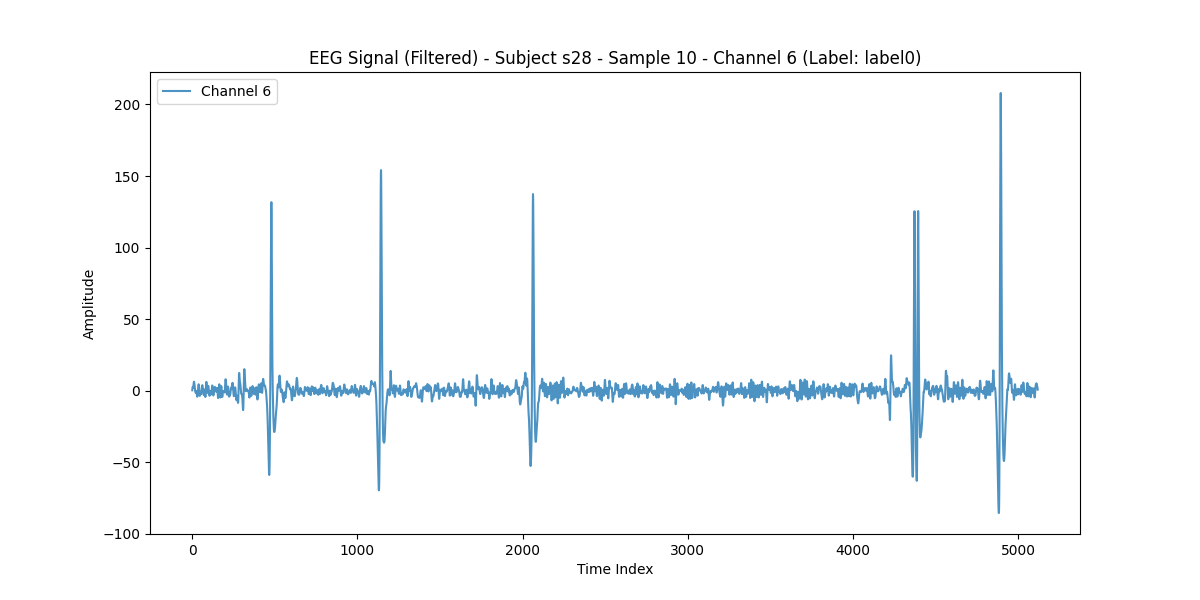 EEG Signal (Filtered) - Subject s28 - Sample 10 - Channel 6 (Label: label0)
Channel 6
200
150
100
50
0
−50
−100
Amplitude
0 1000 2000 3000 4000 5000
Time Index